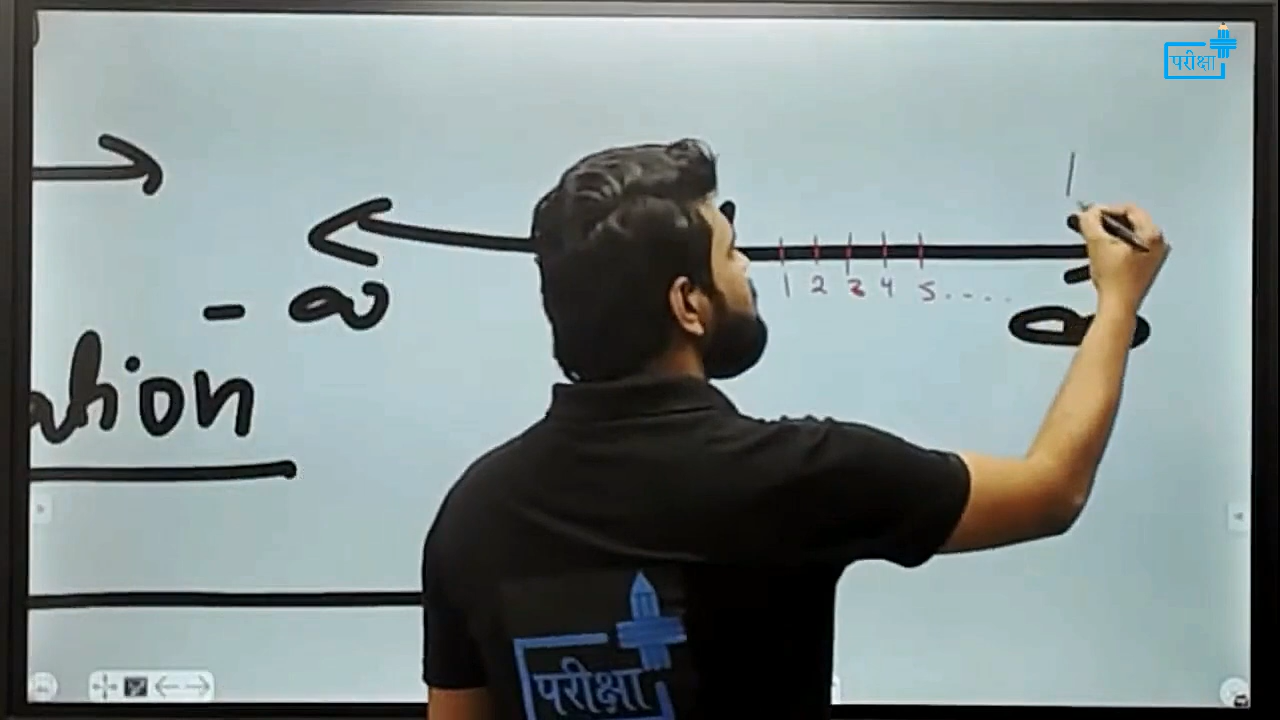 परीक्षा
1 2 3 4 5 . . . .
- ∞
ation
परीक्षा